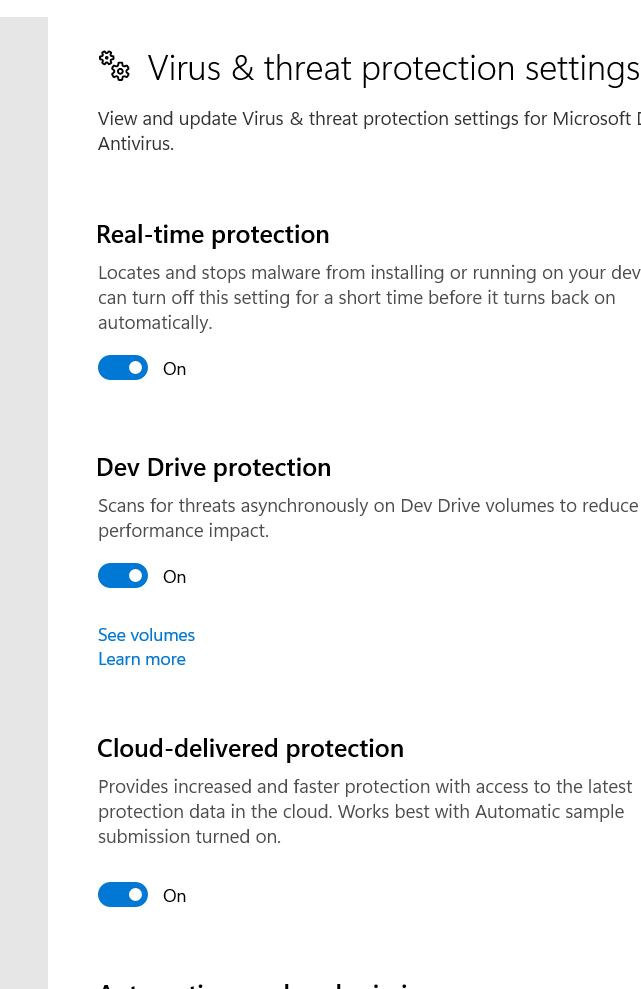 Virus & threat protection settings
View and update Virus & threat protection settings for Microsoft
Antivirus.
Real-time protection
Locates and stops malware from installing or running on your dev
can turn off this setting for a short time before it turns back on
automatically.
On
Dev Drive protection
Scans for threats asynchronously on Dev Drive volumes to reduce
performance impact.
On
See volumes
Learn more
Cloud-delivered protection
Provides increased and faster protection with access to the latest
protection data in the cloud. Works best with Automatic sample
submission turned on.
On